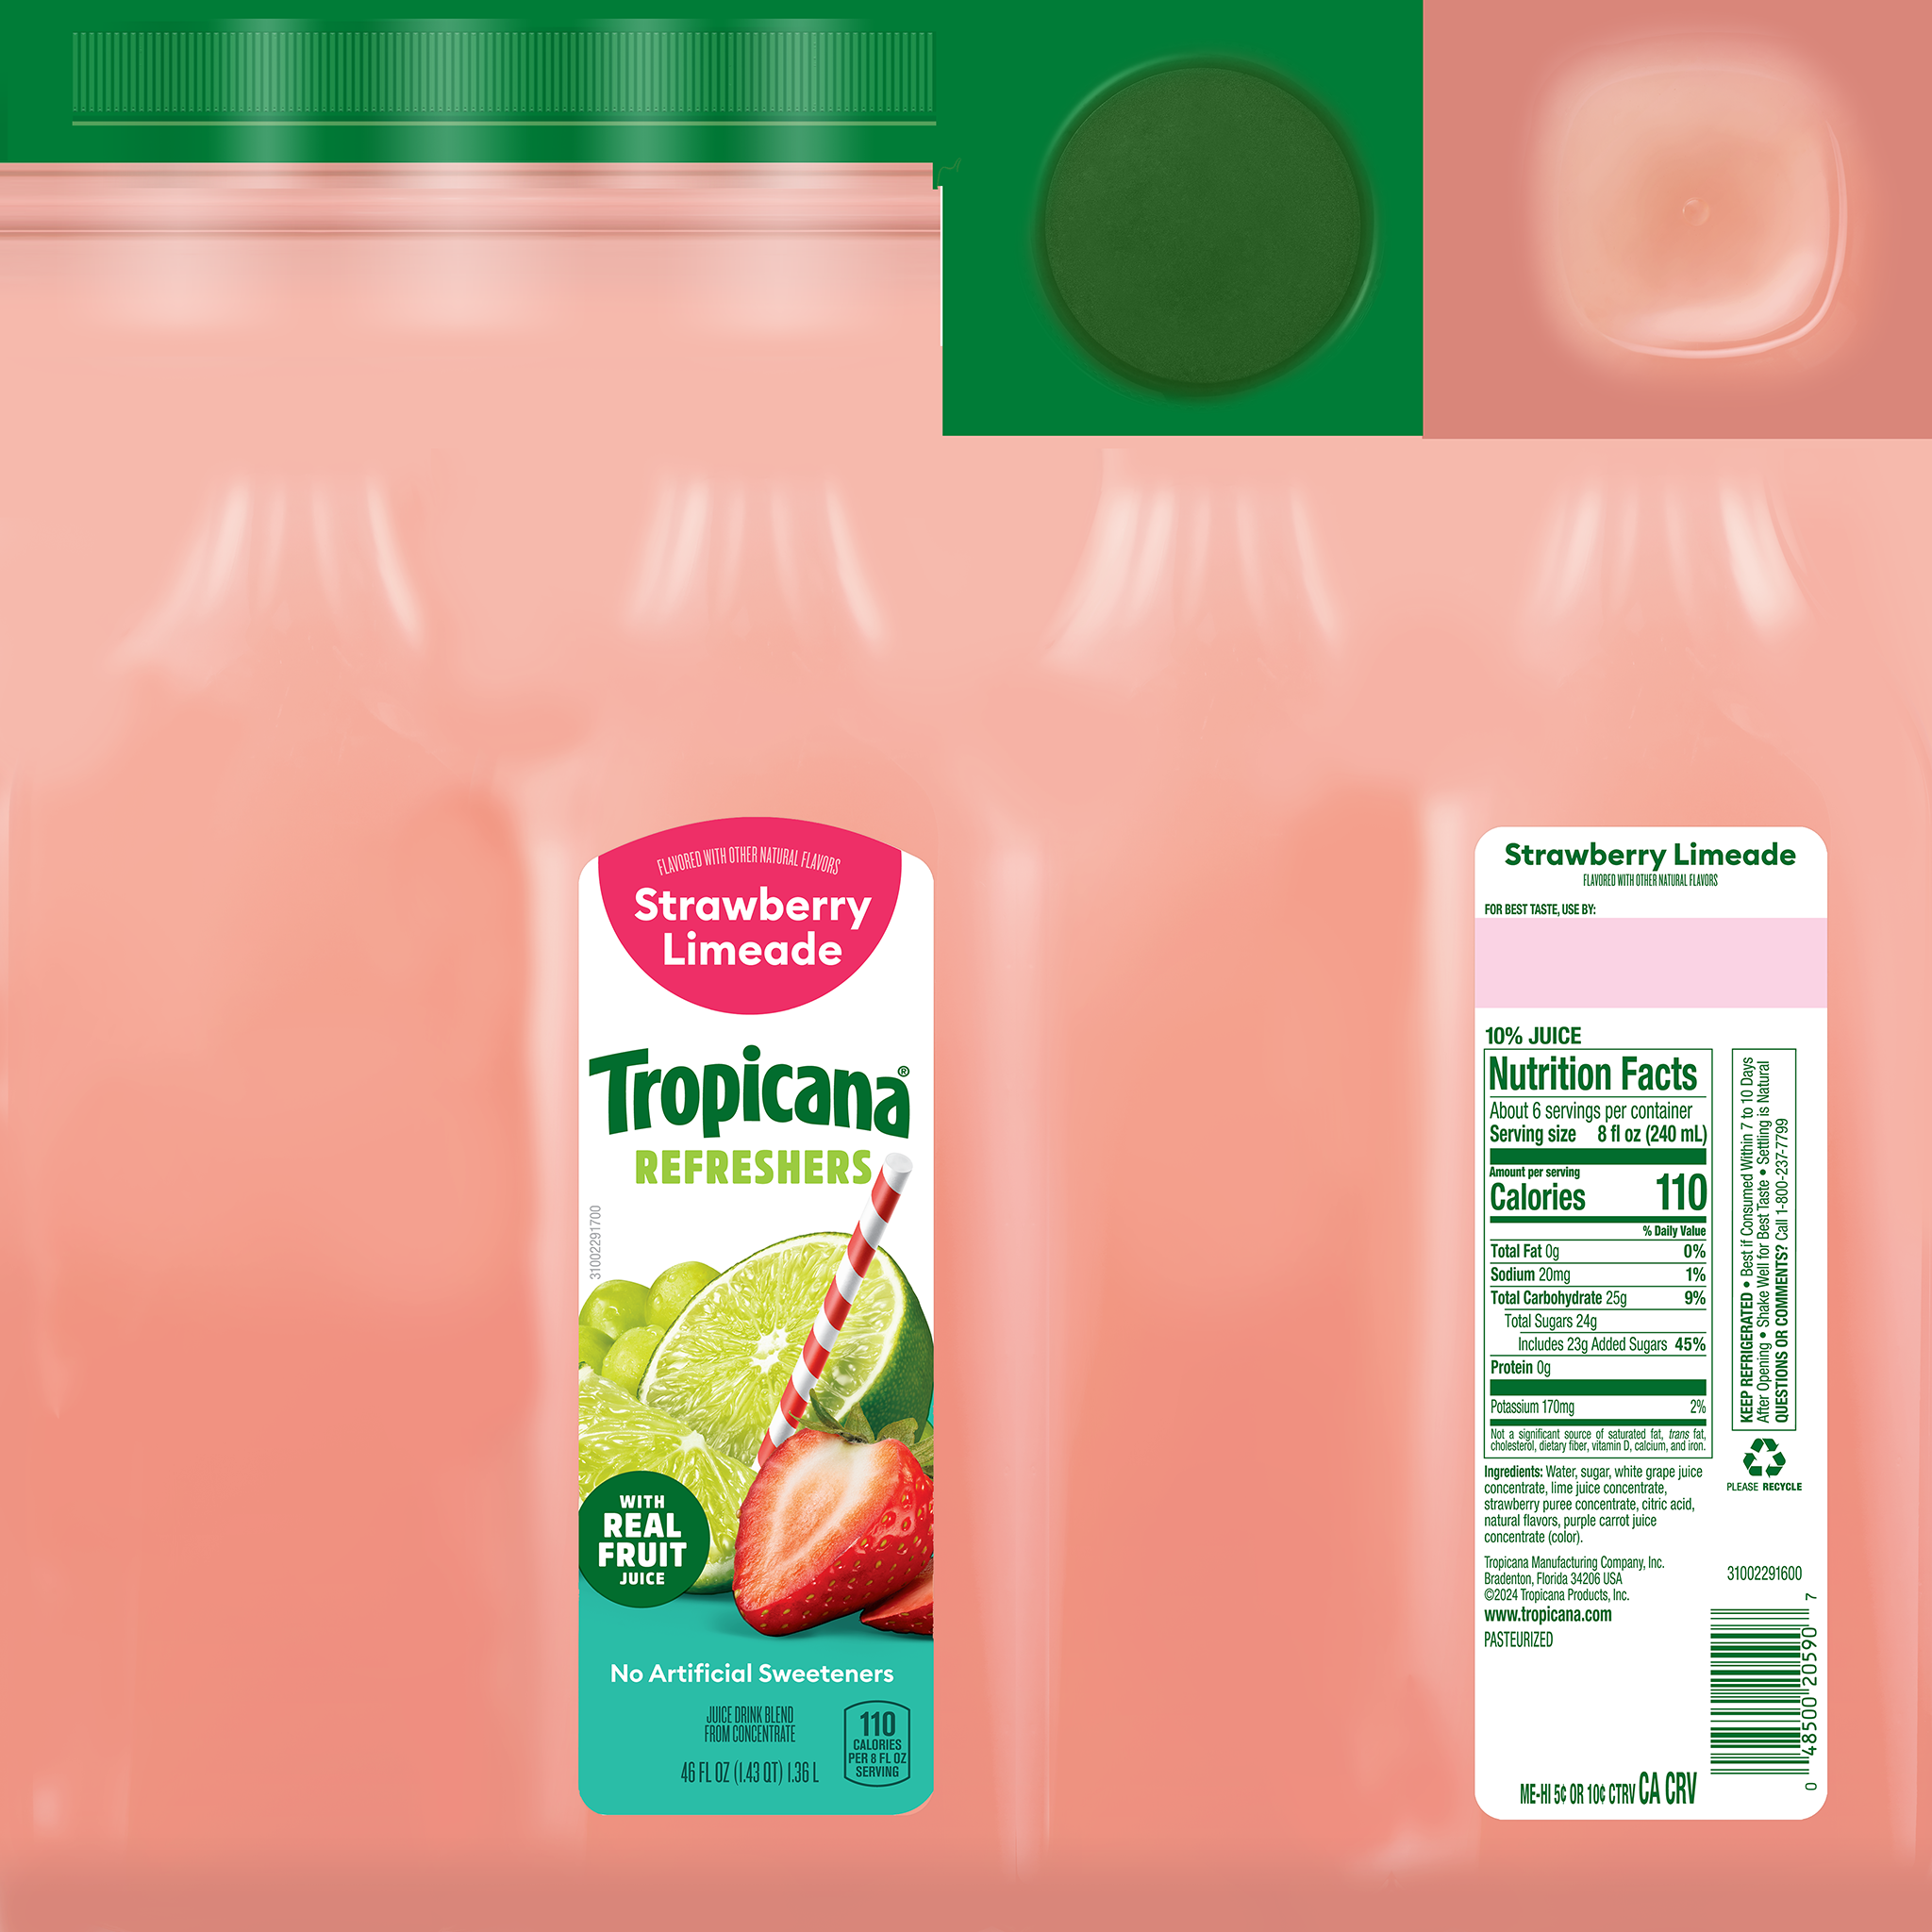 FLAVORED WITH OTHER NATURAL FLAVORS
Strawberry
Limeade
Tropicana®
REFRESHERS
31002291700
WITH
REAL
FRUIT
JUICE
No Artificial Sweeteners
JUICE DRINK BLEND
FROM CONCENTRATE
46 FL OZ (1.43 QT) 1.36 L
110
CALORIES
PER 8 FL OZ
SERVING
Strawberry Limeade
FLAVORED WITH OTHER NATURAL FLAVORS
FOR BEST TASTE, USE BY:
10% JUICE
Nutrition Facts
About 6 servings per container
Serving size 8 fl oz (240 mL)
Amount per serving
Calories 110
% Daily Value
Total Fat 0g 0%
Sodium 20mg 1%
Total Carbohydrate 25g 9%
Total Sugars 24g
Includes 23g Added Sugars 45%
Protein 0g
Potassium 170mg 2%
Not a significant source of saturated fat, trans fat,
cholesterol, dietary fiber, vitamin D, calcium, and iron.
KEEP REFRIGERATED • Best if Consumed Within 7 to 10 Days
After Opening • Shake Well for Best Taste • Settling is Natural
QUESTIONS OR COMMENTS? Call 1-800-237-7799
PLEASE RECYCLE
Ingredients: Water, sugar, white grape juice
concentrate, lime juice concentrate,
strawberry puree concentrate, citric acid,
natural flavors, purple carrot juice
concentrate (color).
Tropicana Manufacturing Company, Inc.
Bradenton, Florida 34206 USA
©2024 Tropicana Products, Inc.
www.tropicana.com
PASTEURIZED
31002291600
0 48500 20590 7
ME-HI 5¢ OR 10¢ CTRV CA CRV